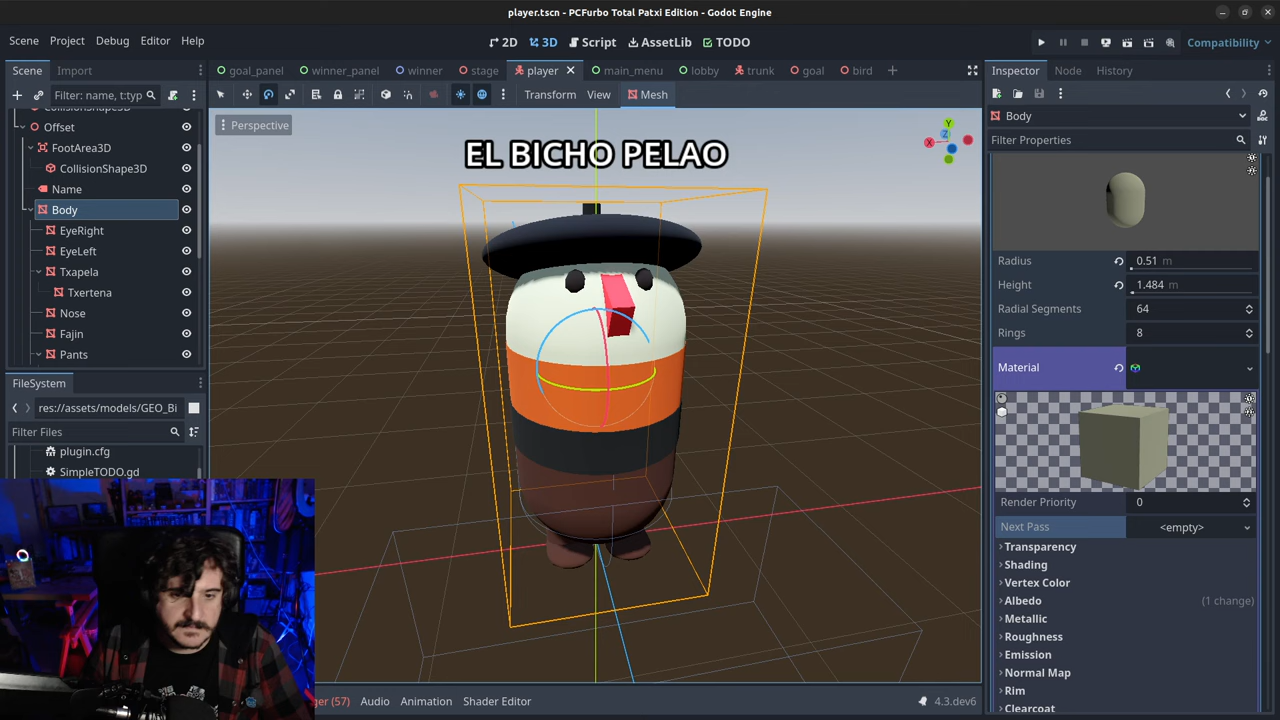 player.tscn - PCFurbo Total Patxi Edition - Godot Engine
Scene Project Debug Editor Help
2D 3D Script AssetLib TODO
Compatibility
Scene Import
goal_panel winner_panel winner stage player main_menu lobby trunk goal bird
Inspector Node History
Filter: name, t:typ
Transform View Mesh
Offset
FootArea3D
CollisionShape3D
Name
Body
EyeRight
EyeLeft
Txapela
Txertena
Nose
Fajin
Pants
FileSystem
res://assets/models/GEO_Bi
Filter Files
plugin.cfg
SimpleTODO.gd
Perspective
EL BICHO PELAO
Y
Z
X
Body
Filter Properties
Radius 0.51 m
Height 1.484 m
Radial Segments 64
Rings 8
Material
Render Priority 0
Next Pass <empty>
Transparency
Shading
Vertex Color
Albedo (1 change)
Metallic
Roughness
Emission
Normal Map
Rim
Clearcoat
(57) Audio Animation Shader Editor
4.3.dev6